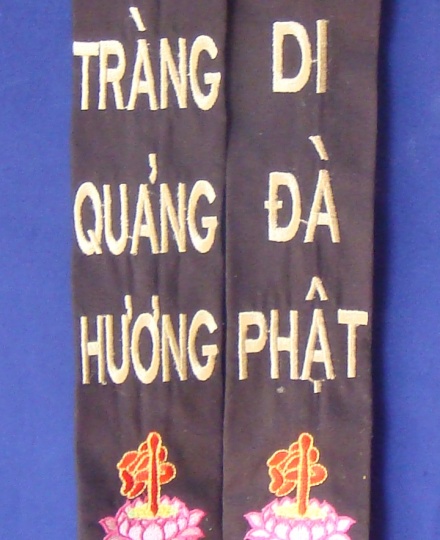 TRÀNG
QUẢNG
HƯƠNG
DI
ĐÀ
PHẬT